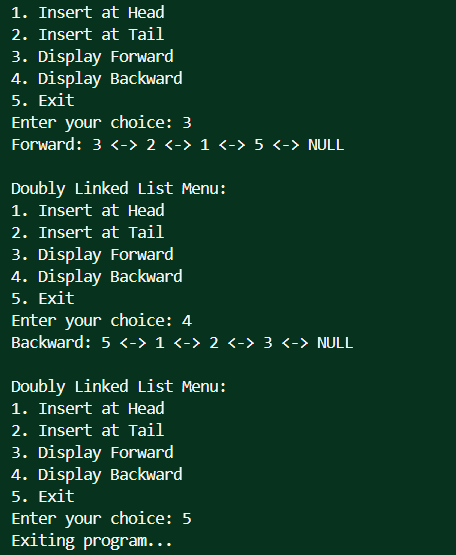 1. Insert at Head
2. Insert at Tail
3. Display Forward
4. Display Backward
5. Exit
Enter your choice: 3
Forward: 3 <-> 2 <-> 1 <-> 5 <-> NULL

Doubly Linked List Menu:
1. Insert at Head
2. Insert at Tail
3. Display Forward
4. Display Backward
5. Exit
Enter your choice: 4
Backward: 5 <-> 1 <-> 2 <-> 3 <-> NULL

Doubly Linked List Menu:
1. Insert at Head
2. Insert at Tail
3. Display Forward
4. Display Backward
5. Exit
Enter your choice: 5
Exiting program...